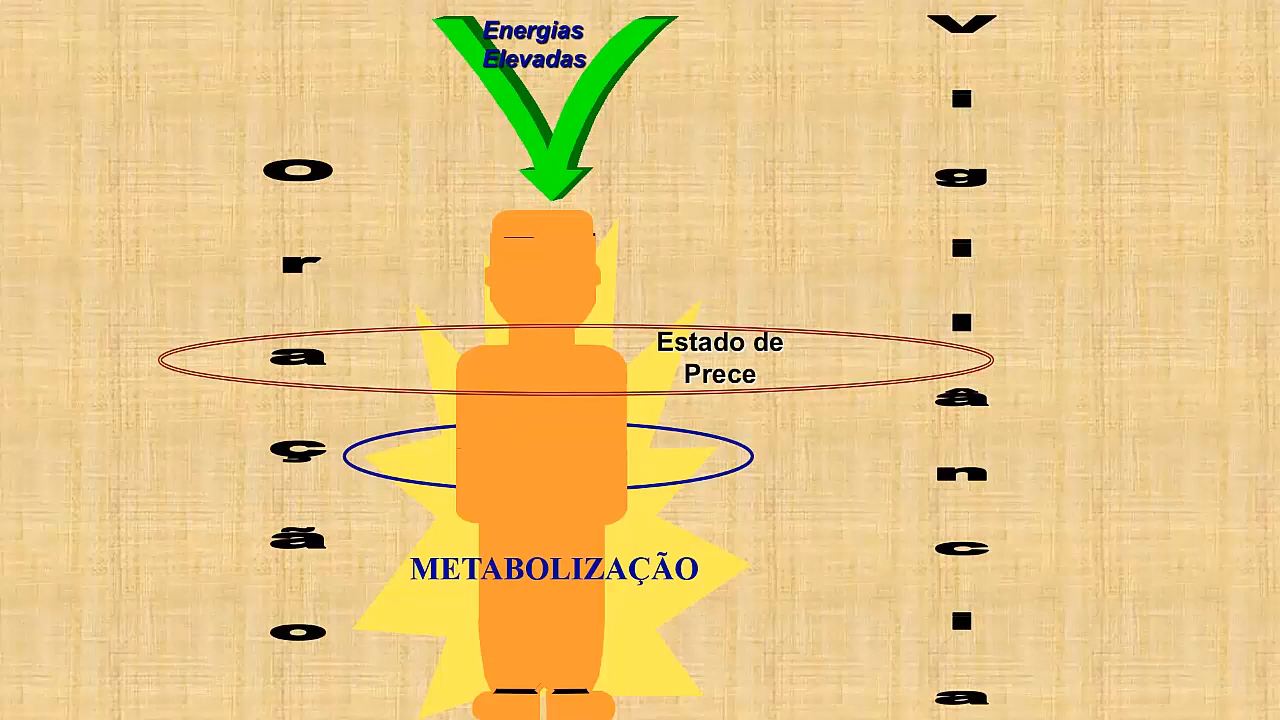 Energias
Elevadas
Oração
Vigilância
Estado de
Prece
METABOLIZAÇÃO